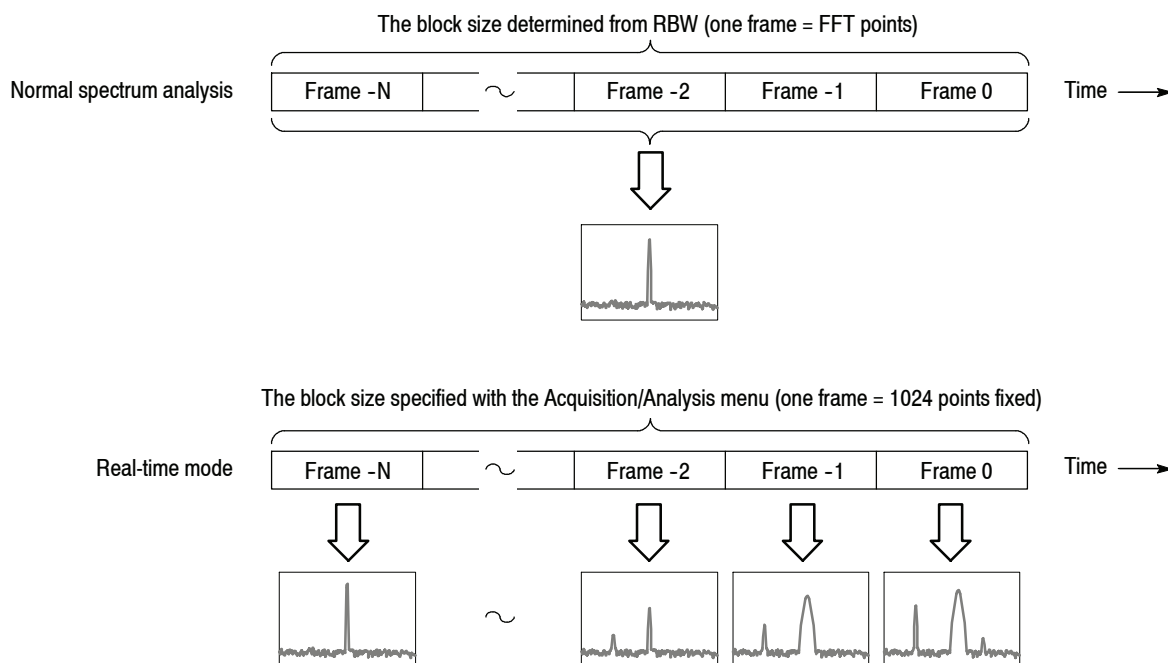 The block size determined from RBW (one frame = FFT points)
Normal spectrum analysis Frame -N Frame -2 Frame -1 Frame 0 Time
The block size specified with the Acquisition/Analysis menu (one frame = 1024 points fixed)
Real-time mode Frame -N Frame -2 Frame -1 Frame 0 Time